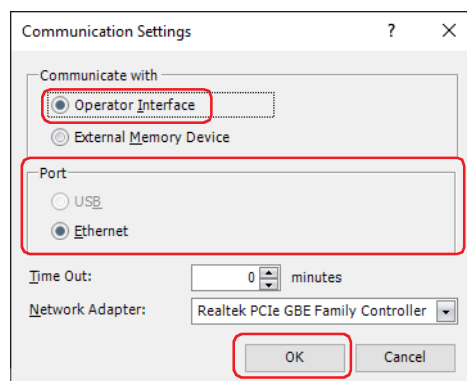 Communication Settings ?
Communicate with
Operator Interface
External Memory Device
Port
USB
Ethernet
Time Out: 0 minutes
Network Adapter: Realtek PCIe GBE Family Controller
OK Cancel